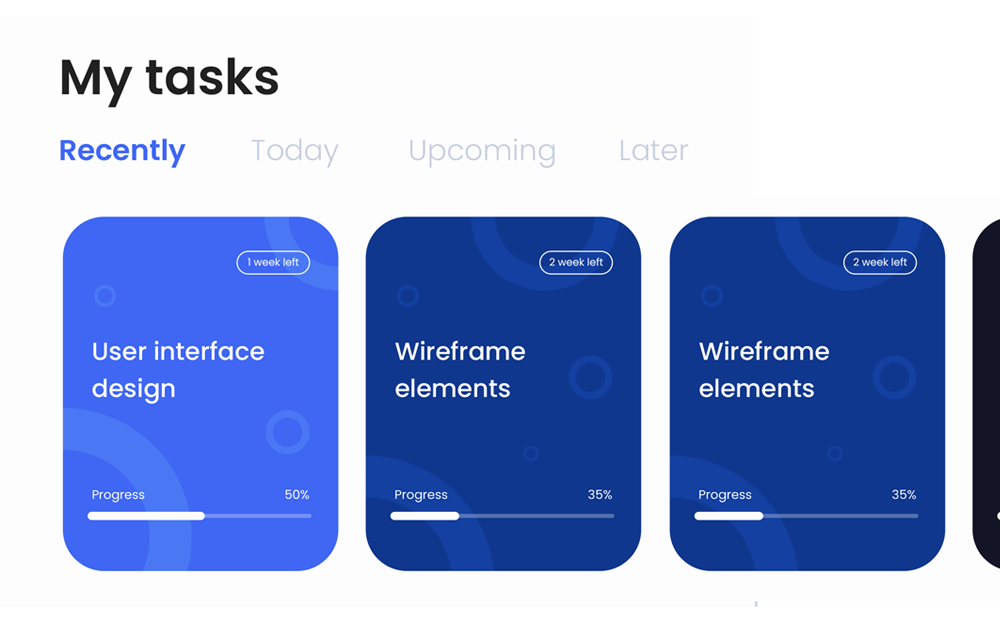 My tasks
Recently Today Upcoming Later
1 week left
User interface
design
Progress 50%
2 week left
Wireframe
elements
Progress 35%
2 week left
Wireframe
elements
Progress 35%